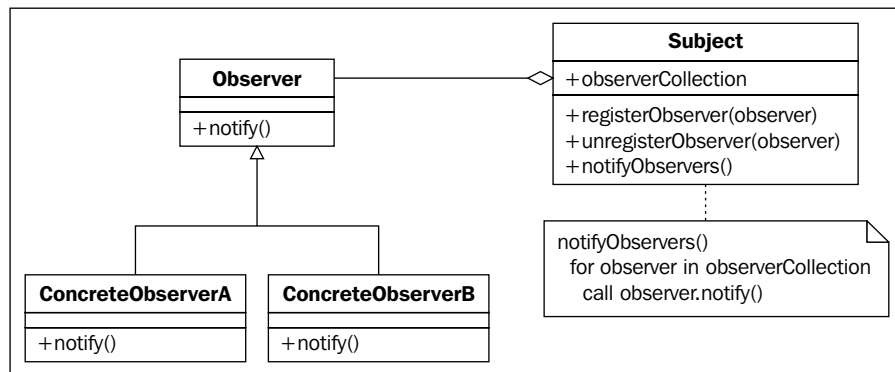 Subject
+observerCollection
+registerObserver(observer)
+unregisterObserver(observer)
+notifyObservers()
Observer
+notify()
notifyObservers()
for observer in observerCollection
call observer.notify()
ConcreteObserverA
+notify()
ConcreteObserverB
+notify()